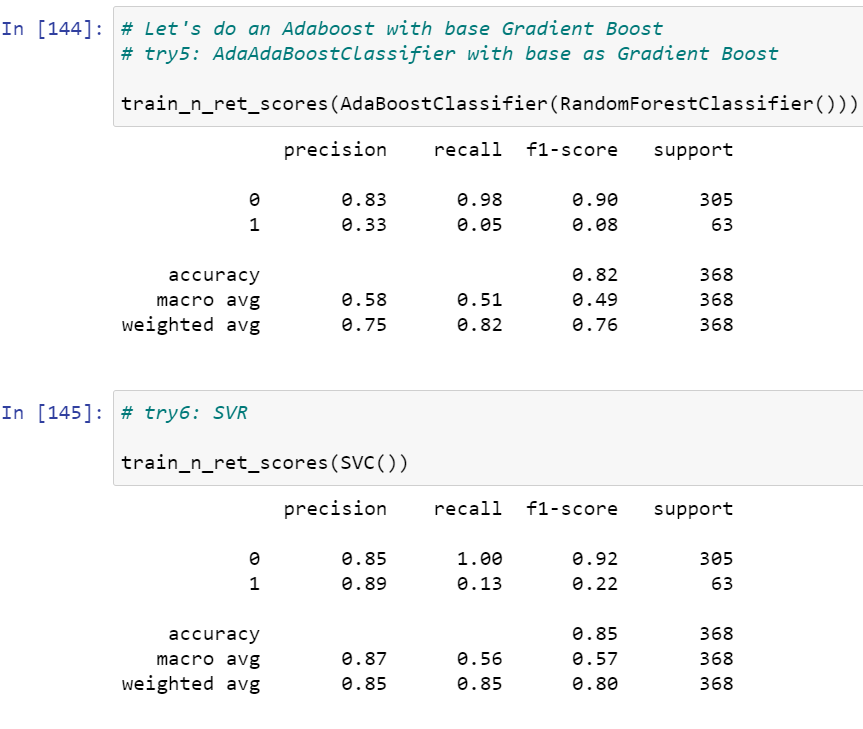 In [144]: # Let's do an Adaboost with base Gradient Boost
# try5: AdaAdaBoostClassifier with base as Gradient Boost
train_n_ret_scores(AdaBoostClassifier(RandomForestClassifier()))
precision recall f1-score support
0 0.83 0.98 0.90 305
1 0.33 0.05 0.08 63
accuracy 0.82 368
macro avg 0.58 0.51 0.49 368
weighted avg 0.75 0.82 0.76 368
In [145]: # try6: SVR
train_n_ret_scores(SVC())
precision recall f1-score support
0 0.85 1.00 0.92 305
1 0.89 0.13 0.22 63
accuracy 0.85 368
macro avg 0.87 0.56 0.57 368
weighted avg 0.85 0.85 0.80 368